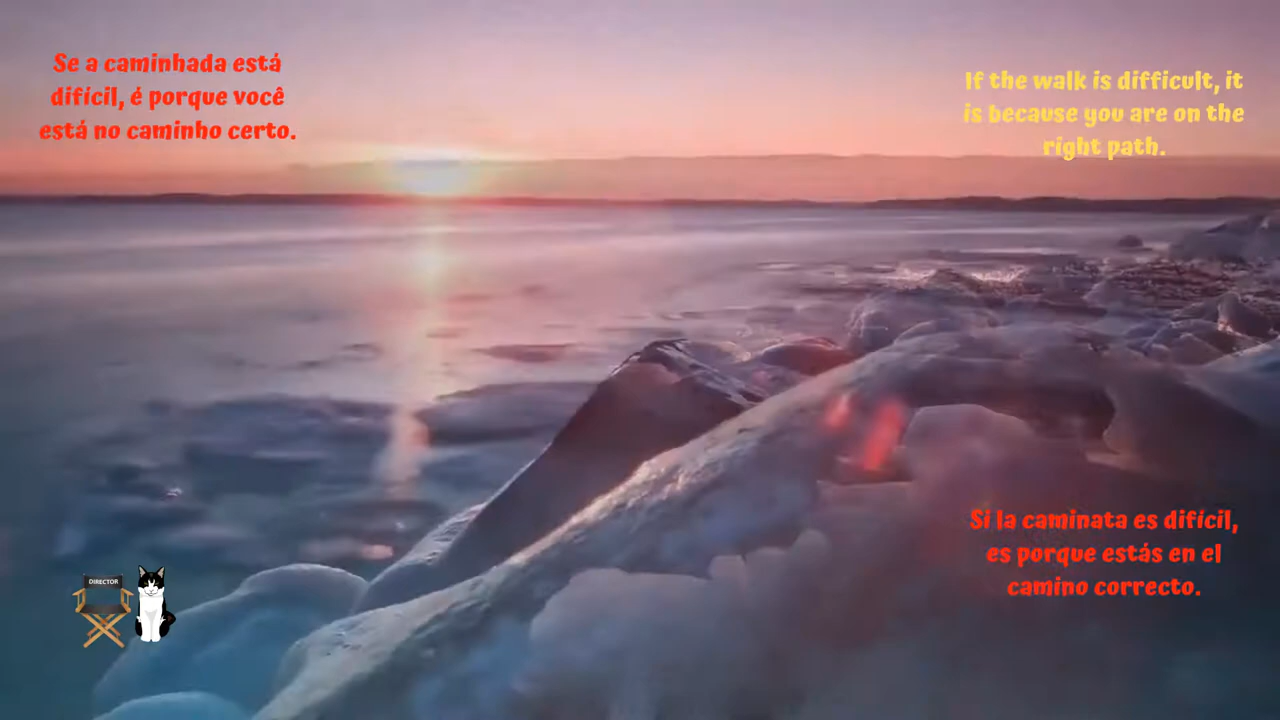 Se a caminhada está
difícil, é porque você
está no caminho certo.
If the walk is difficult, it
is because you are on the
right path.
Si la caminata es difícil,
es porque estás en el
camino correcto.
DIRECTOR